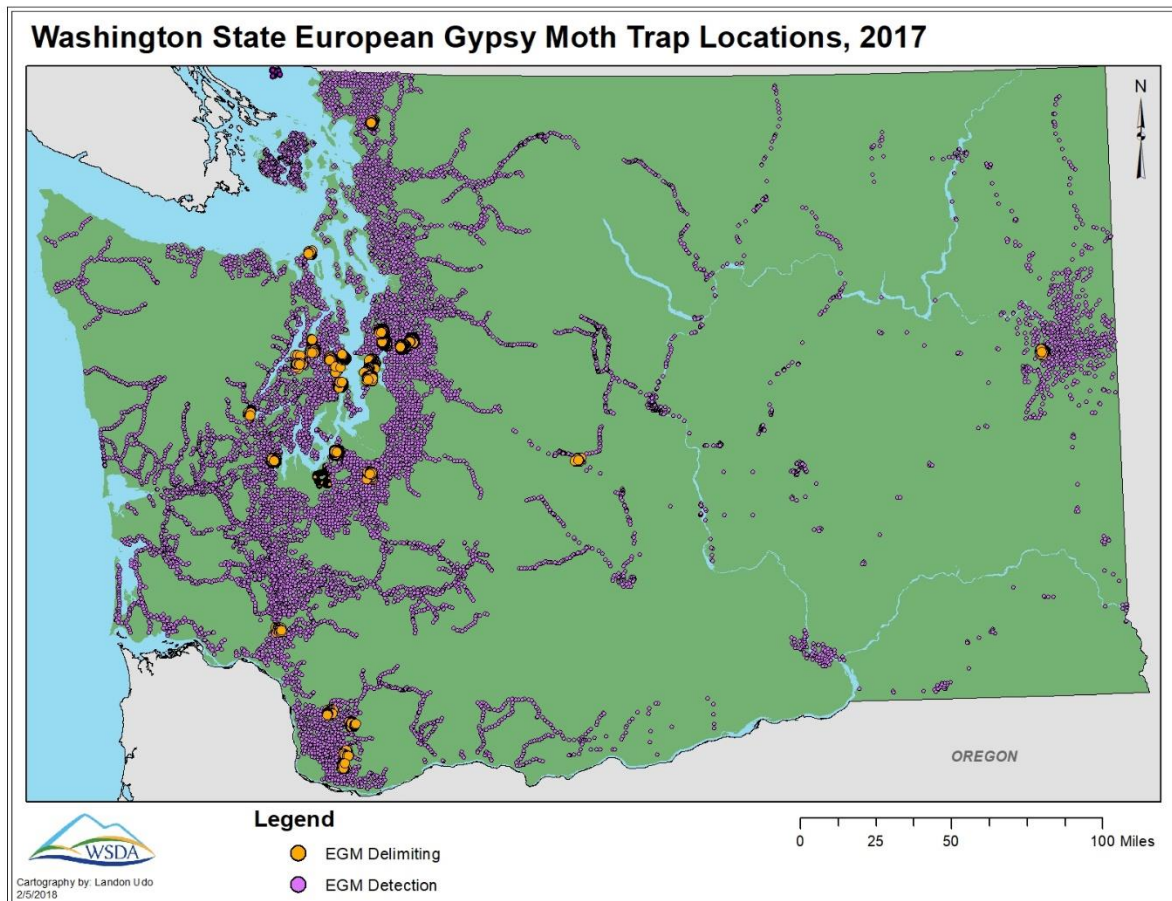 Washington State European Gypsy Moth Trap Locations, 2017
N
OREGON
WSDA
Cartography by: Landon Udo
2/5/2018
Legend
EGM Delimiting
EGM Detection
0 25 50 100 Miles